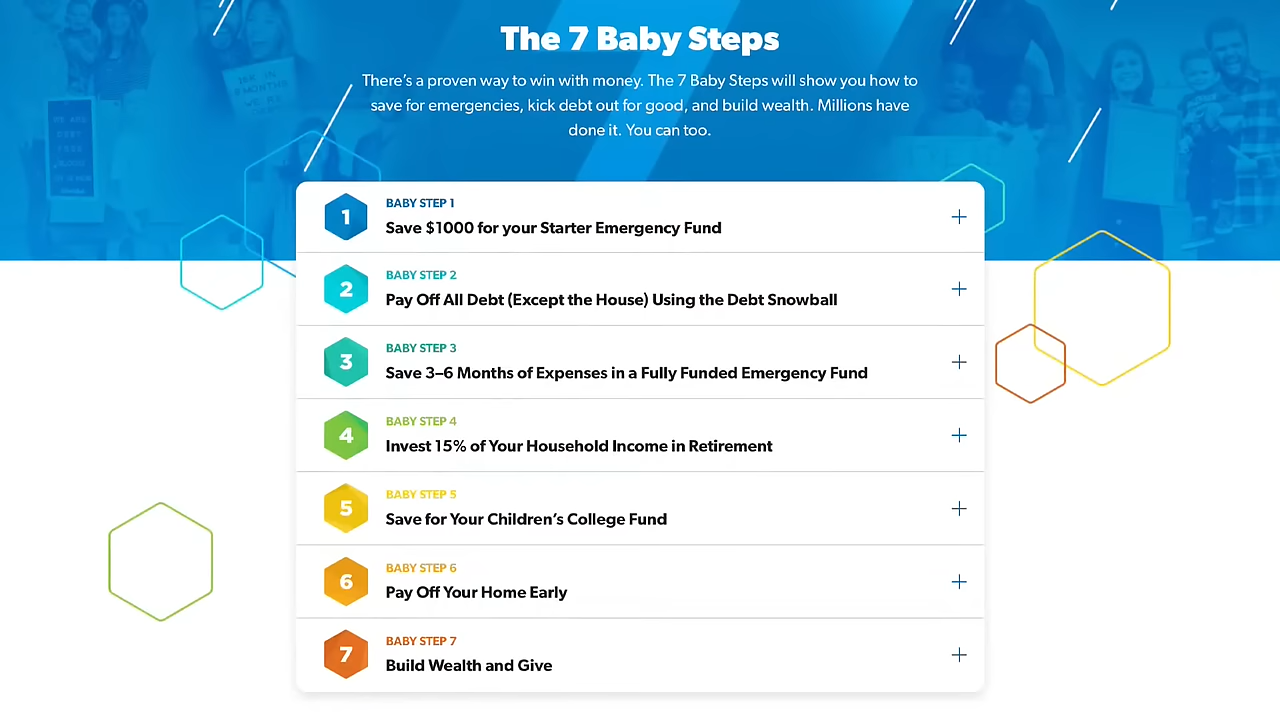 The 7 Baby Steps
There’s a proven way to win with money. The 7 Baby Steps will show you how to
save for emergencies, kick debt out for good, and build wealth. Millions have
done it. You can too.
WE ARE
DEBT
1
BABY STEP 1
Save $1000 for your Starter Emergency Fund
2
BABY STEP 2
Pay Off All Debt (Except the House) Using the Debt Snowball
3
BABY STEP 3
Save 3–6 Months of Expenses in a Fully Funded Emergency Fund
4
BABY STEP 4
Invest 15% of Your Household Income in Retirement
5
BABY STEP 5
Save for Your Children’s College Fund
6
BABY STEP 6
Pay Off Your Home Early
7
BABY STEP 7
Build Wealth and Give